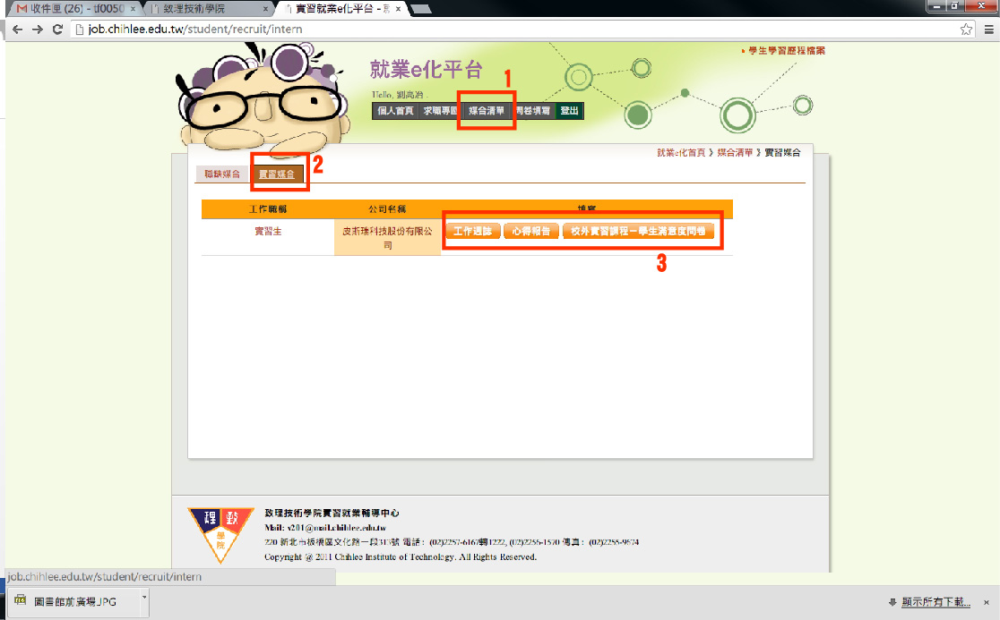 收件匣 (26) - tf0050
致理技術學院
實習就業e化平台 - 就
job.chihlee.edu.tw/student/recruit/intern
學生學習歷程檔案
就業e化平台
Hello, 劉高冶 .
1
個人首頁 求職專區 媒合清單 問卷填寫 登出
就業e化首頁 》 媒合清單 》 實習媒合
職缺媒合 實習媒合 2
工作職稱 公司名稱 填寫
實習生 皮斯瑞科技股份有限公司 工作週誌 心得報告 校外實習課程－學生滿意度問卷
3
理 致
學
院
致理技術學院實習就業輔導中心
Mail: v201@mail.chihlee.edu.tw
220 新北市板橋區文化路一段313號 電話： (02)2257-6167轉1222, (02)2256-1570 傳真： (02)2255-9674
Copyright @ 2011 Chihlee Institute of Technology. All Rights Reserved.
job.chihlee.edu.tw/student/recruit/intern
圖書館前廣場.JPG
顯示所有下載...